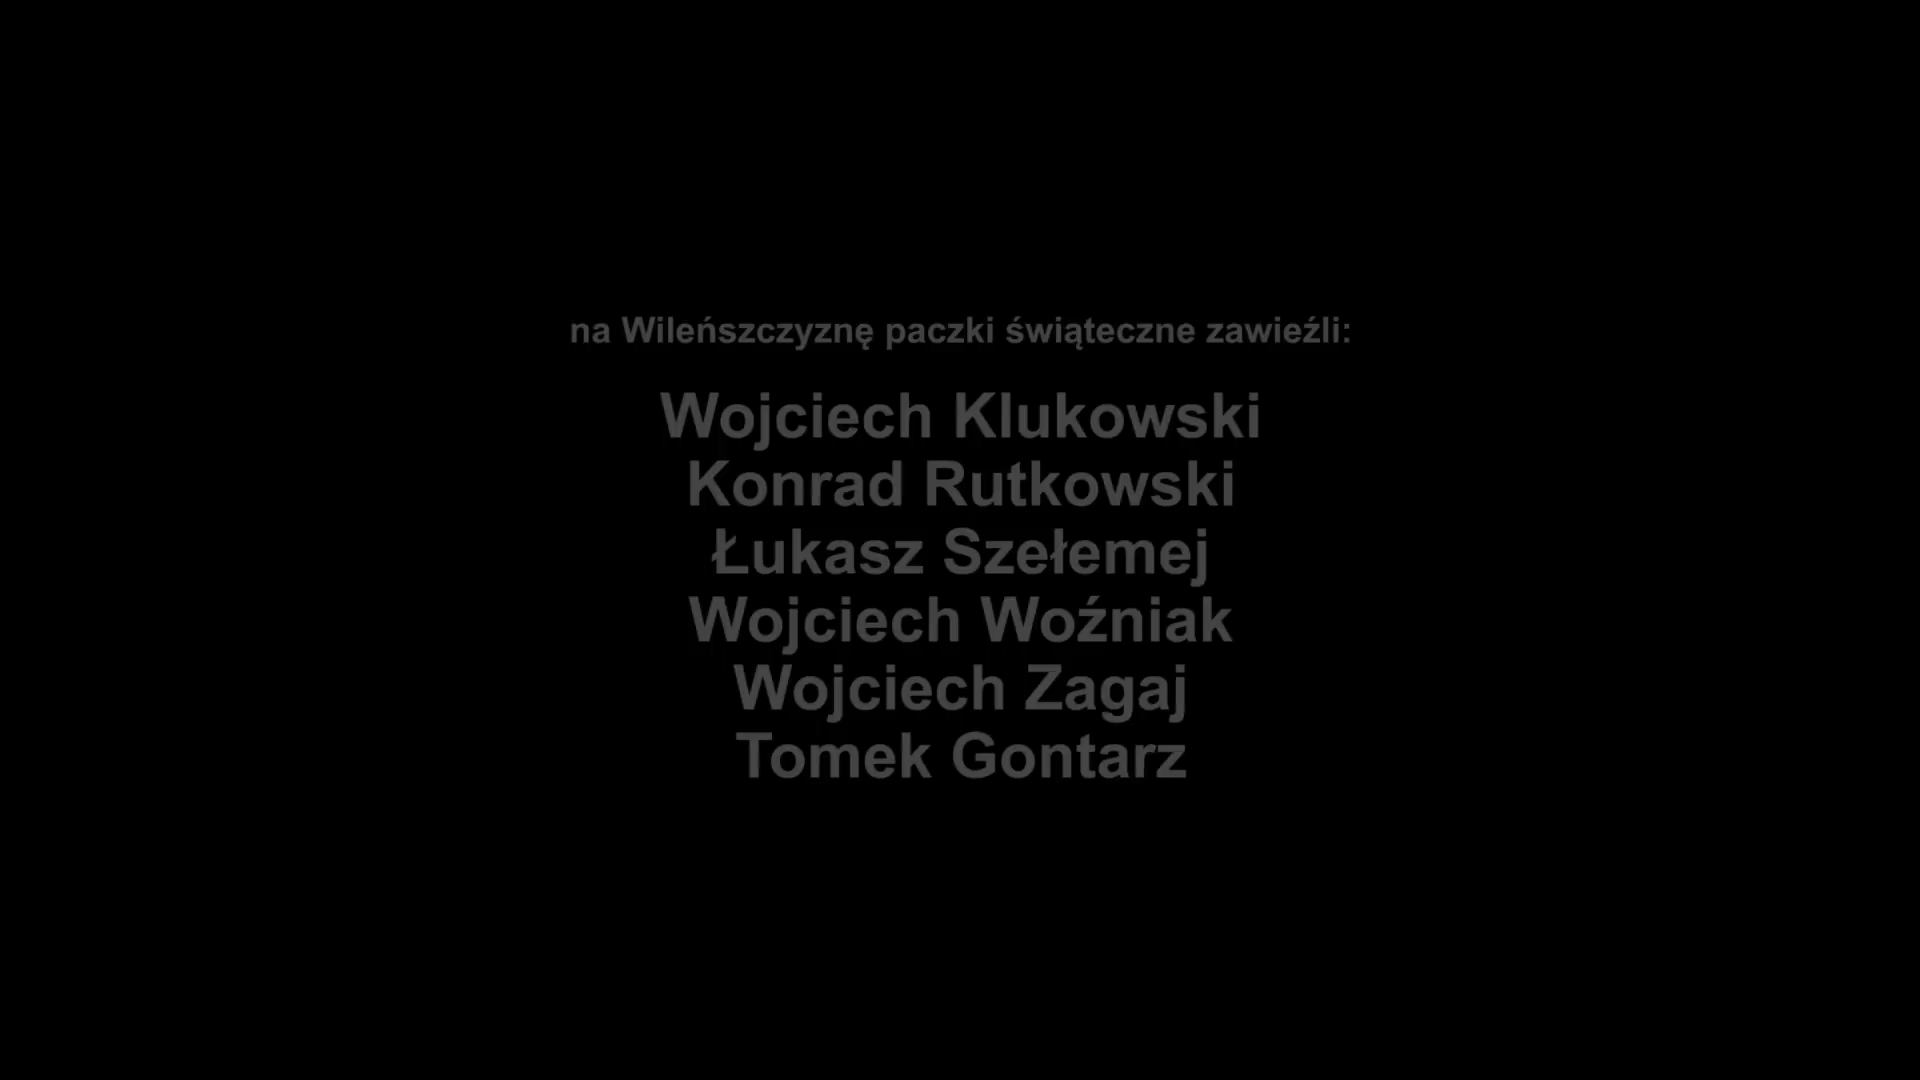 na Wileńszczyznę paczki świąteczne zawieźli:
Wojciech Klukowski
Konrad Rutkowski
Łukasz Szełemej
Wojciech Woźniak
Wojciech Zagaj
Tomek Gontarz